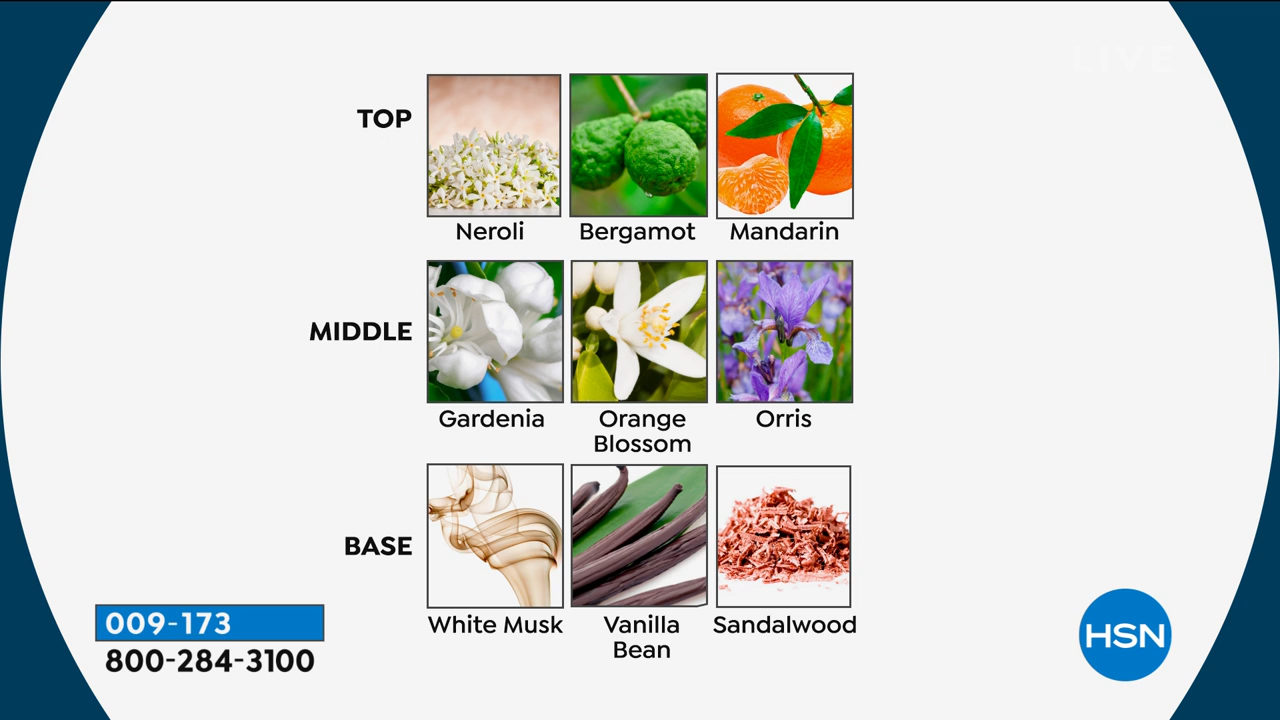 LIVE
TOP
Neroli
Bergamot
Mandarin
MIDDLE
Gardenia
Orange
Blossom
Orris
BASE
White Musk
Vanilla
Bean
Sandalwood
009-173
800-284-3100
HSN